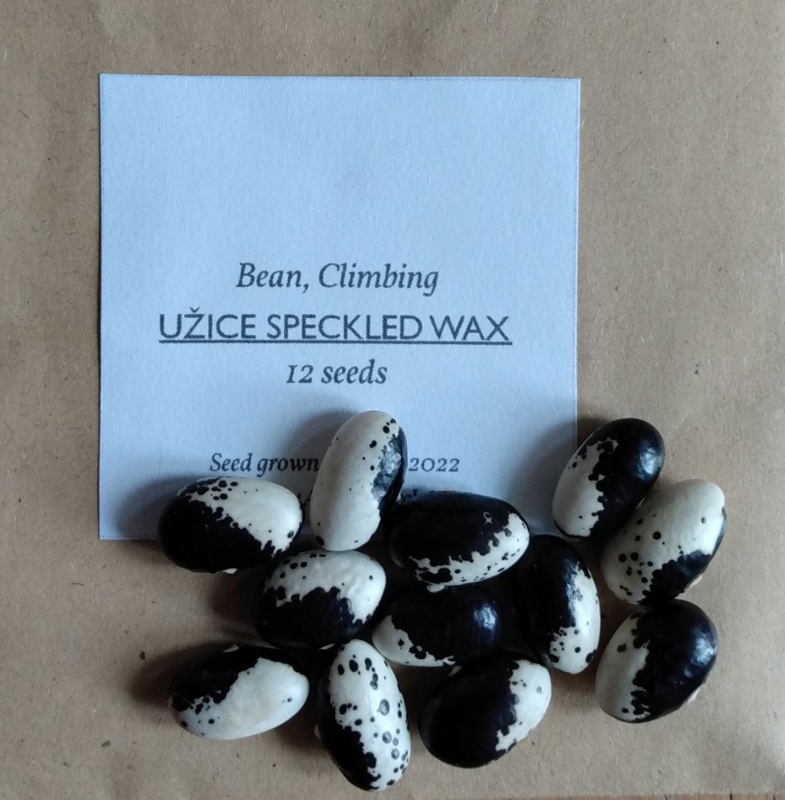 Bean, Climbing
UŽICE SPECKLED WAX
12 seeds
Seed grown 2022